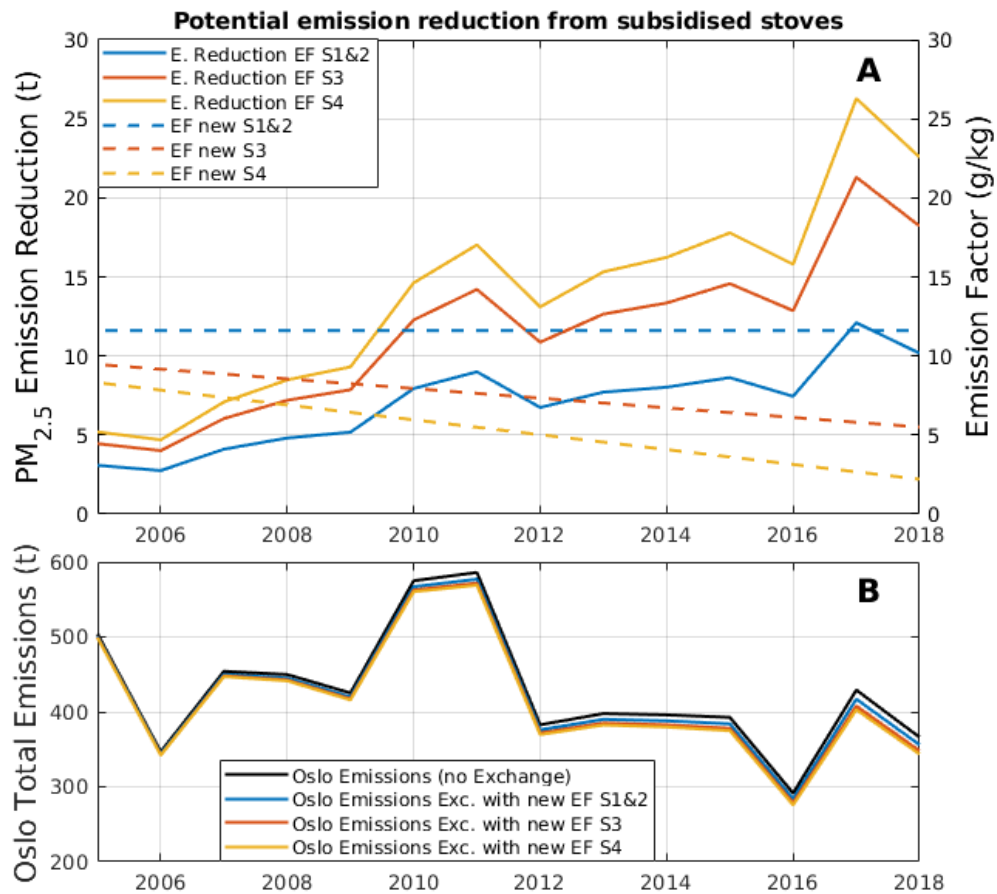 Potential emission reduction from subsidised stoves
PM2.5 Emission Reduction (t)
Emission Factor (g/kg)
A
E. Reduction EF S1&2
E. Reduction EF S3
E. Reduction EF S4
EF new S1&2
EF new S3
EF new S4
30
25
20
15
10
5
0
30
25
20
15
10
5
0
2006 2008 2010 2012 2014 2016 2018
Oslo Total Emissions (t)
B
600
500
400
300
200
Oslo Emissions (no Exchange)
Oslo Emissions Exc. with new EF S1&2
Oslo Emissions Exc. with new EF S3
Oslo Emissions Exc. with new EF S4
2006 2008 2010 2012 2014 2016 2018